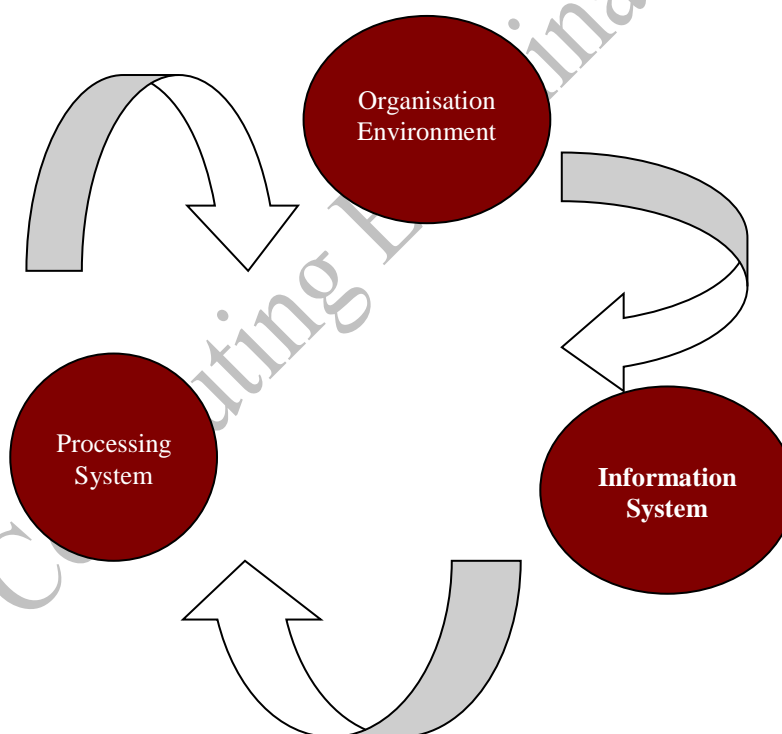 Organisation
Environment
Processing
System
Information
System